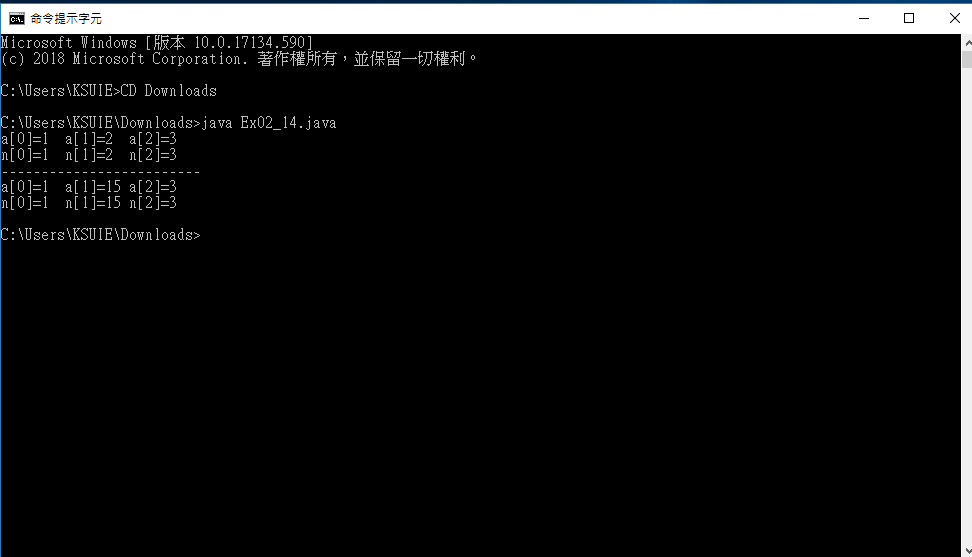 命令提示字元
Microsoft Windows [版本 10.0.17134.590]
(c) 2018 Microsoft Corporation. 著作權所有，並保留一切權利。
C:\Users\KSUIE>CD Downloads
C:\Users\KSUIE\Downloads>java Ex02_14.java
a[0]=1  a[1]=2  a[2]=3
n[0]=1  n[1]=2  n[2]=3
-------------------------
a[0]=1  a[1]=15 a[2]=3
n[0]=1  n[1]=15 n[2]=3
C:\Users\KSUIE\Downloads>